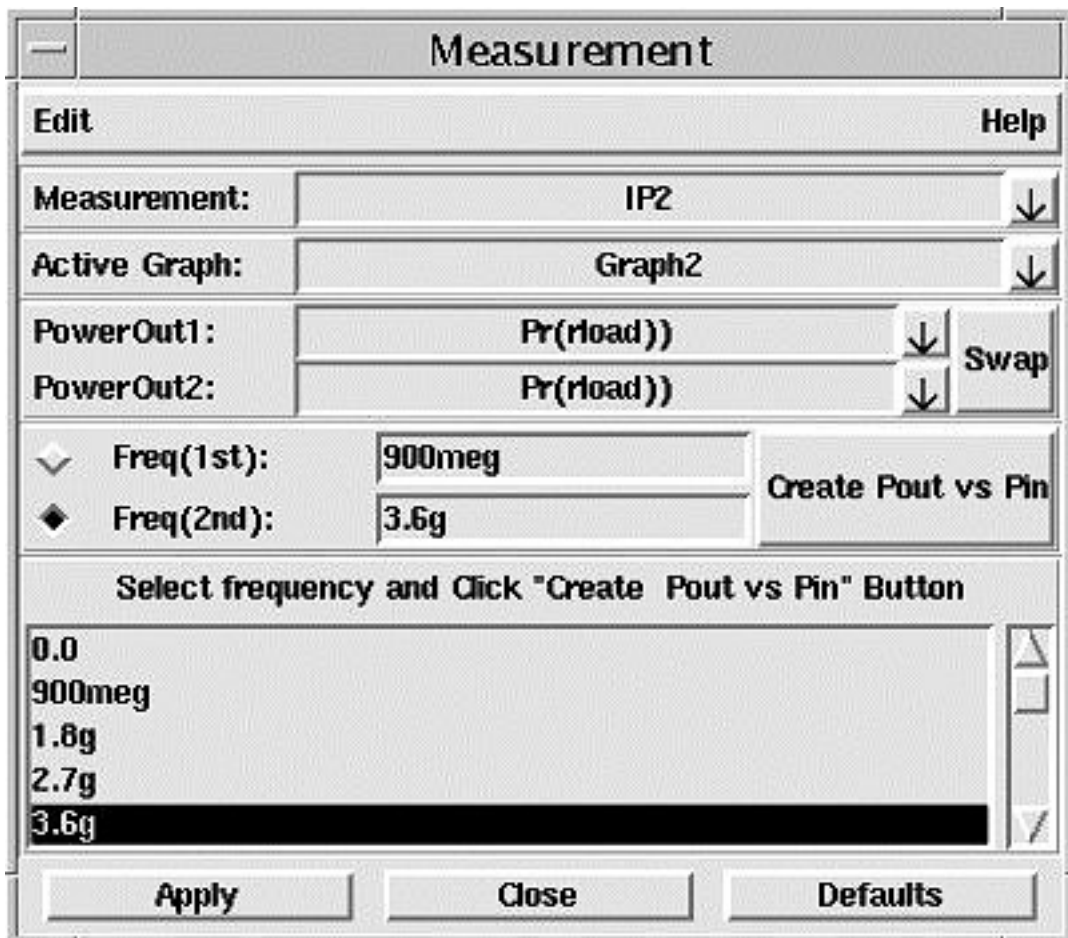 Measurement
Edit Help
Measurement: IP2
Active Graph: Graph2
PowerOut1: Pr(rload))
PowerOut2: Pr(rload))
Swap
Freq(1st): 900meg
Freq(2nd): 3.6g
Create Pout vs Pin
Select frequency and Click "Create Pout vs Pin" Button
0.0
900meg
1.8g
2.7g
3.6g
Apply Close Defaults